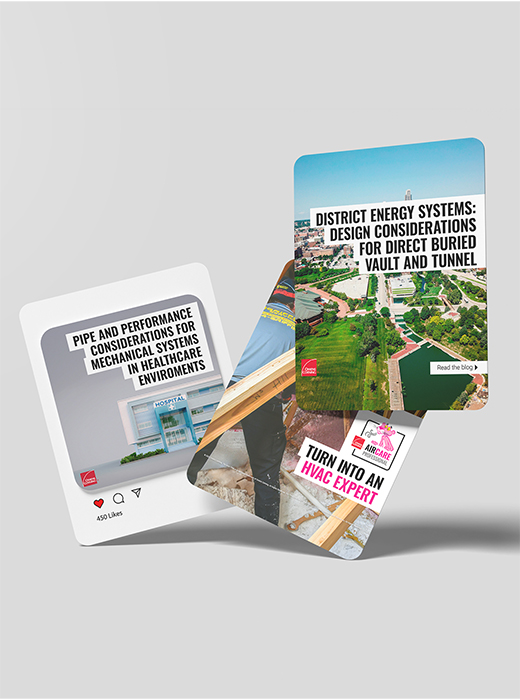 DISTRICT ENERGY SYSTEMS:
DESIGN CONSIDERATIONS
FOR DIRECT BURIED
VAULT AND TUNNEL
Read the blog
PIPE AND PERFORMANCE
CONSIDERATIONS FOR
MECHANICAL SYSTEMS
IN HEALTHCARE
ENVIROMENTS
HOSPITAL
450 Likes
AIRCARE
PROFESSIONAL
TURN INTO AN
HVAC EXPERT